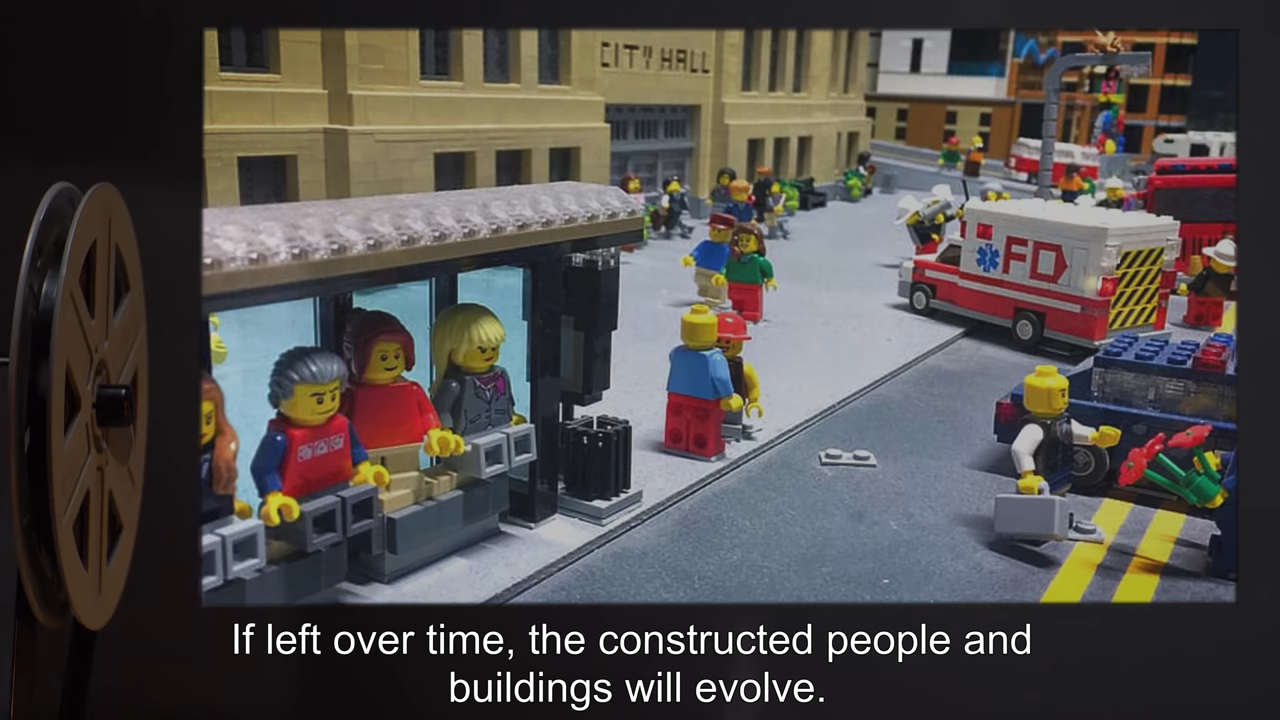 CITY HALL
FD
If left over time, the constructed people and
buildings will evolve.